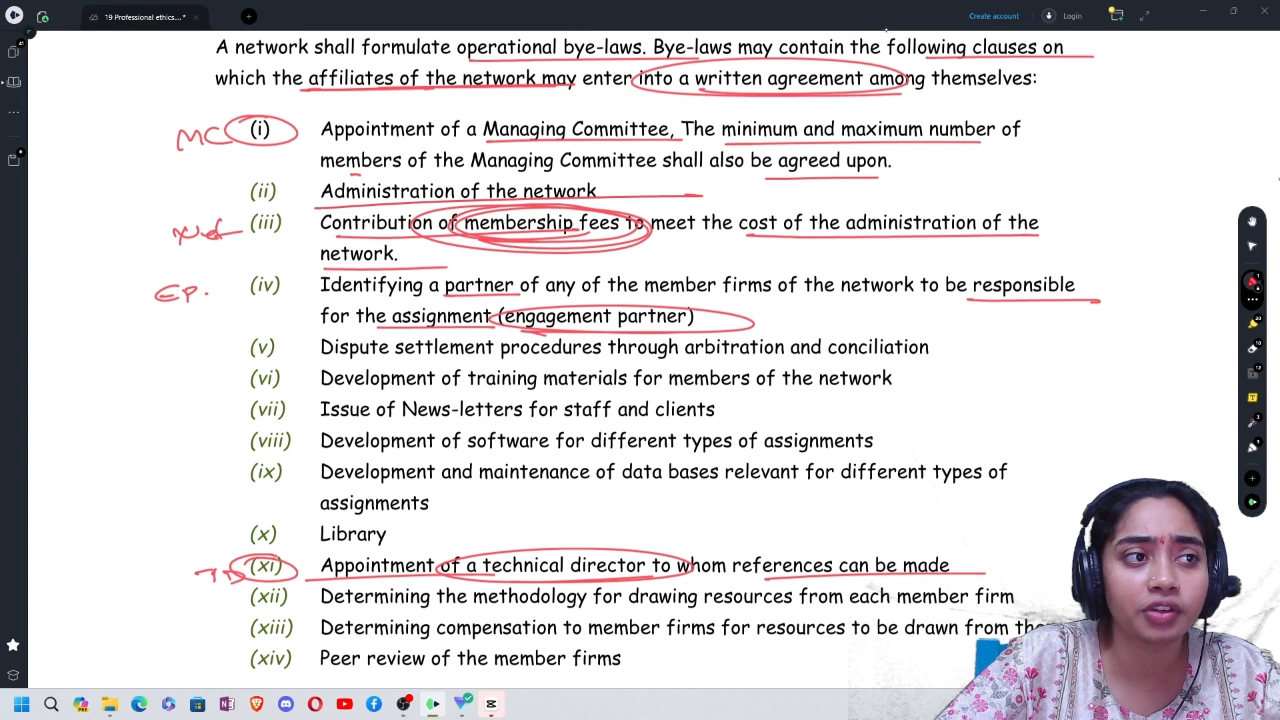 19 Professional ethics....*
Create account
Login
A network shall formulate operational bye-laws. Bye-laws may contain the following clauses on
which the affiliates of the network may enter into a written agreement among themselves:
MC (i) Appointment of a Managing Committee, The minimum and maximum number of
members of the Managing Committee shall also be agreed upon.
(ii) Administration of the network
(iii) Contribution of membership fees to meet the cost of the administration of the
network.
EP. (iv) Identifying a partner of any of the member firms of the network to be responsible
for the assignment (engagement partner)
(v) Dispute settlement procedures through arbitration and conciliation
(vi) Development of training materials for members of the network
(vii) Issue of News-letters for staff and clients
(viii) Development of software for different types of assignments
(ix) Development and maintenance of data bases relevant for different types of
assignments
(x) Library
TD (xi) Appointment of a technical director to whom references can be made
(xii) Determining the methodology for drawing resources from each member firm
(xiii) Determining compensation to member firms for resources to be drawn from
(xiv) Peer review of the member firms